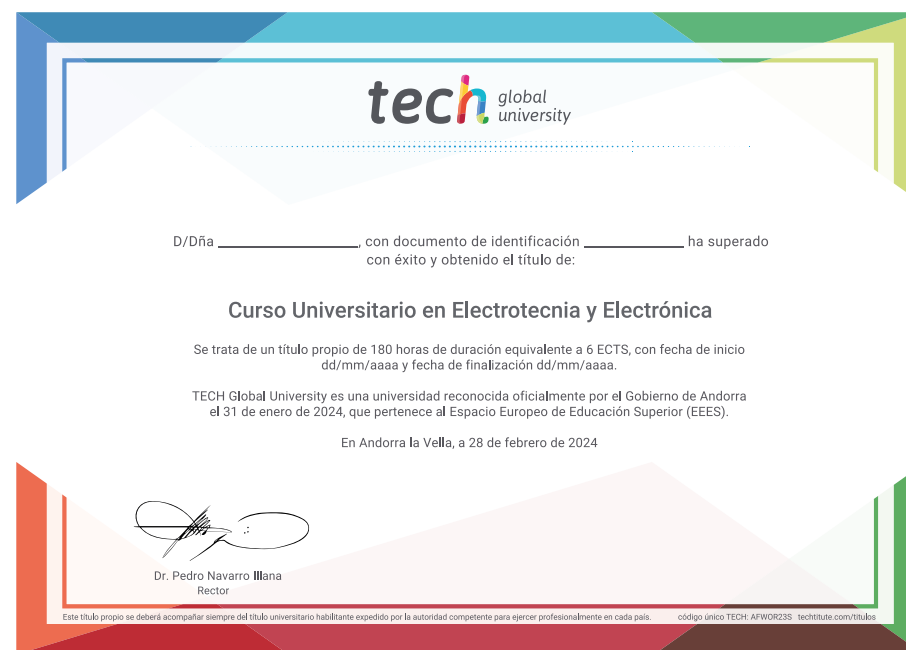 tech global university
D/Dña ____________________, con documento de identificación ______________ ha superado
con éxito y obtenido el título de:
Curso Universitario en Electrotecnia y Electrónica
Se trata de un título propio de 180 horas de duración equivalente a 6 ECTS, con fecha de inicio
dd/mm/aaaa y fecha de finalización dd/mm/aaaa.
TECH Global University es una universidad reconocida oficialmente por el Gobierno de Andorra
el 31 de enero de 2024, que pertenece al Espacio Europeo de Educación Superior (EEES).
En Andorra la Vella, a 28 de febrero de 2024
Dr. Pedro Navarro Illana
Rector
Este título propio se deberá acompañar siempre del título universitario habilitante expedido por la autoridad competente para ejercer profesionalmente en cada país. código único TECH: AFWOR23S techtitute.com/titulos